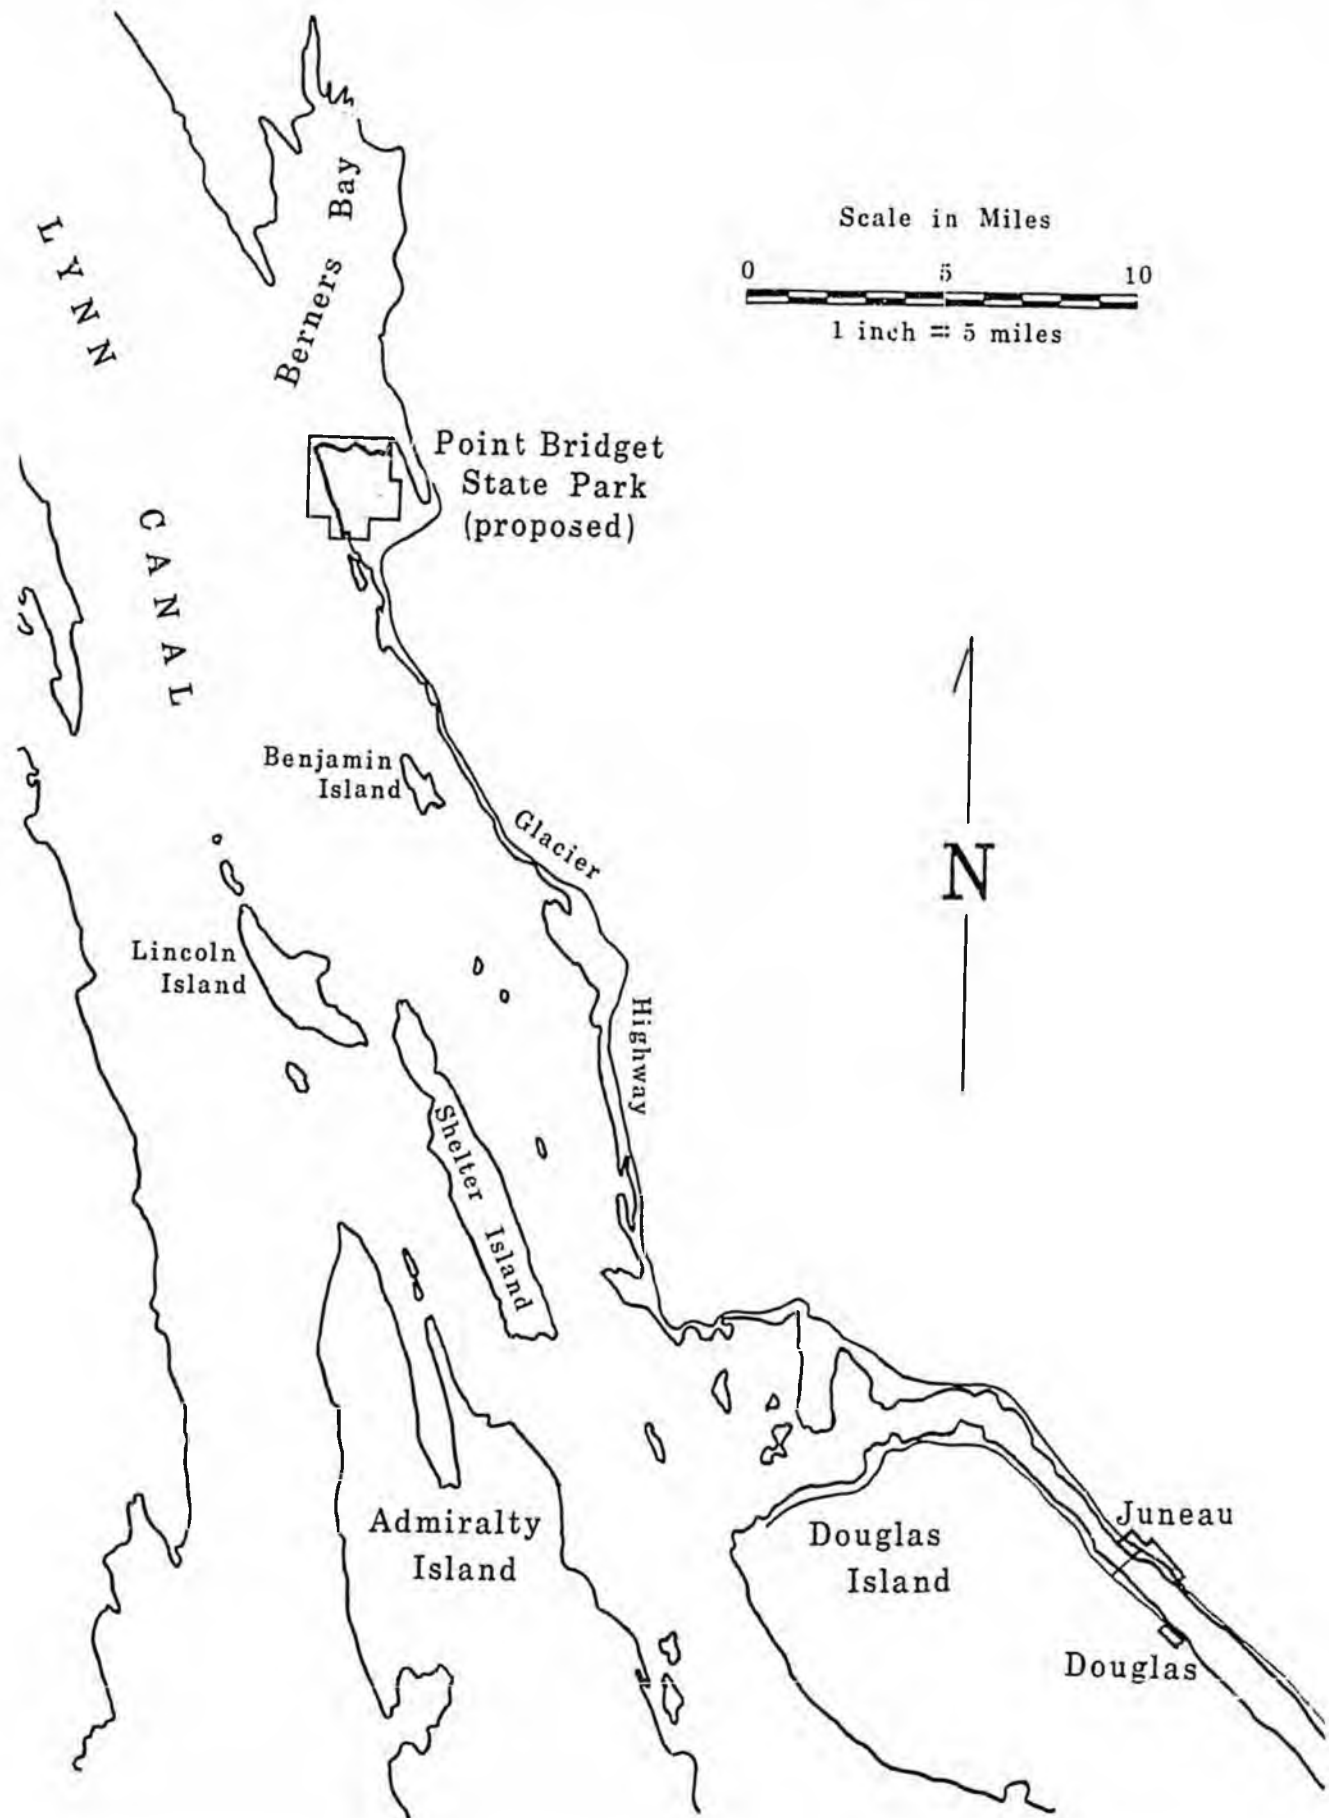 Berners Bay
LYNN
CANAL
Scale in Miles
0 5 10
1 inch = 5 miles
Point Bridget
State Park
(proposed)
Benjamin
Island
Glacier
Highway
N
Lincoln
Island
Shelter Island
Admiralty
Island
Douglas
Island
Juneau
Douglas